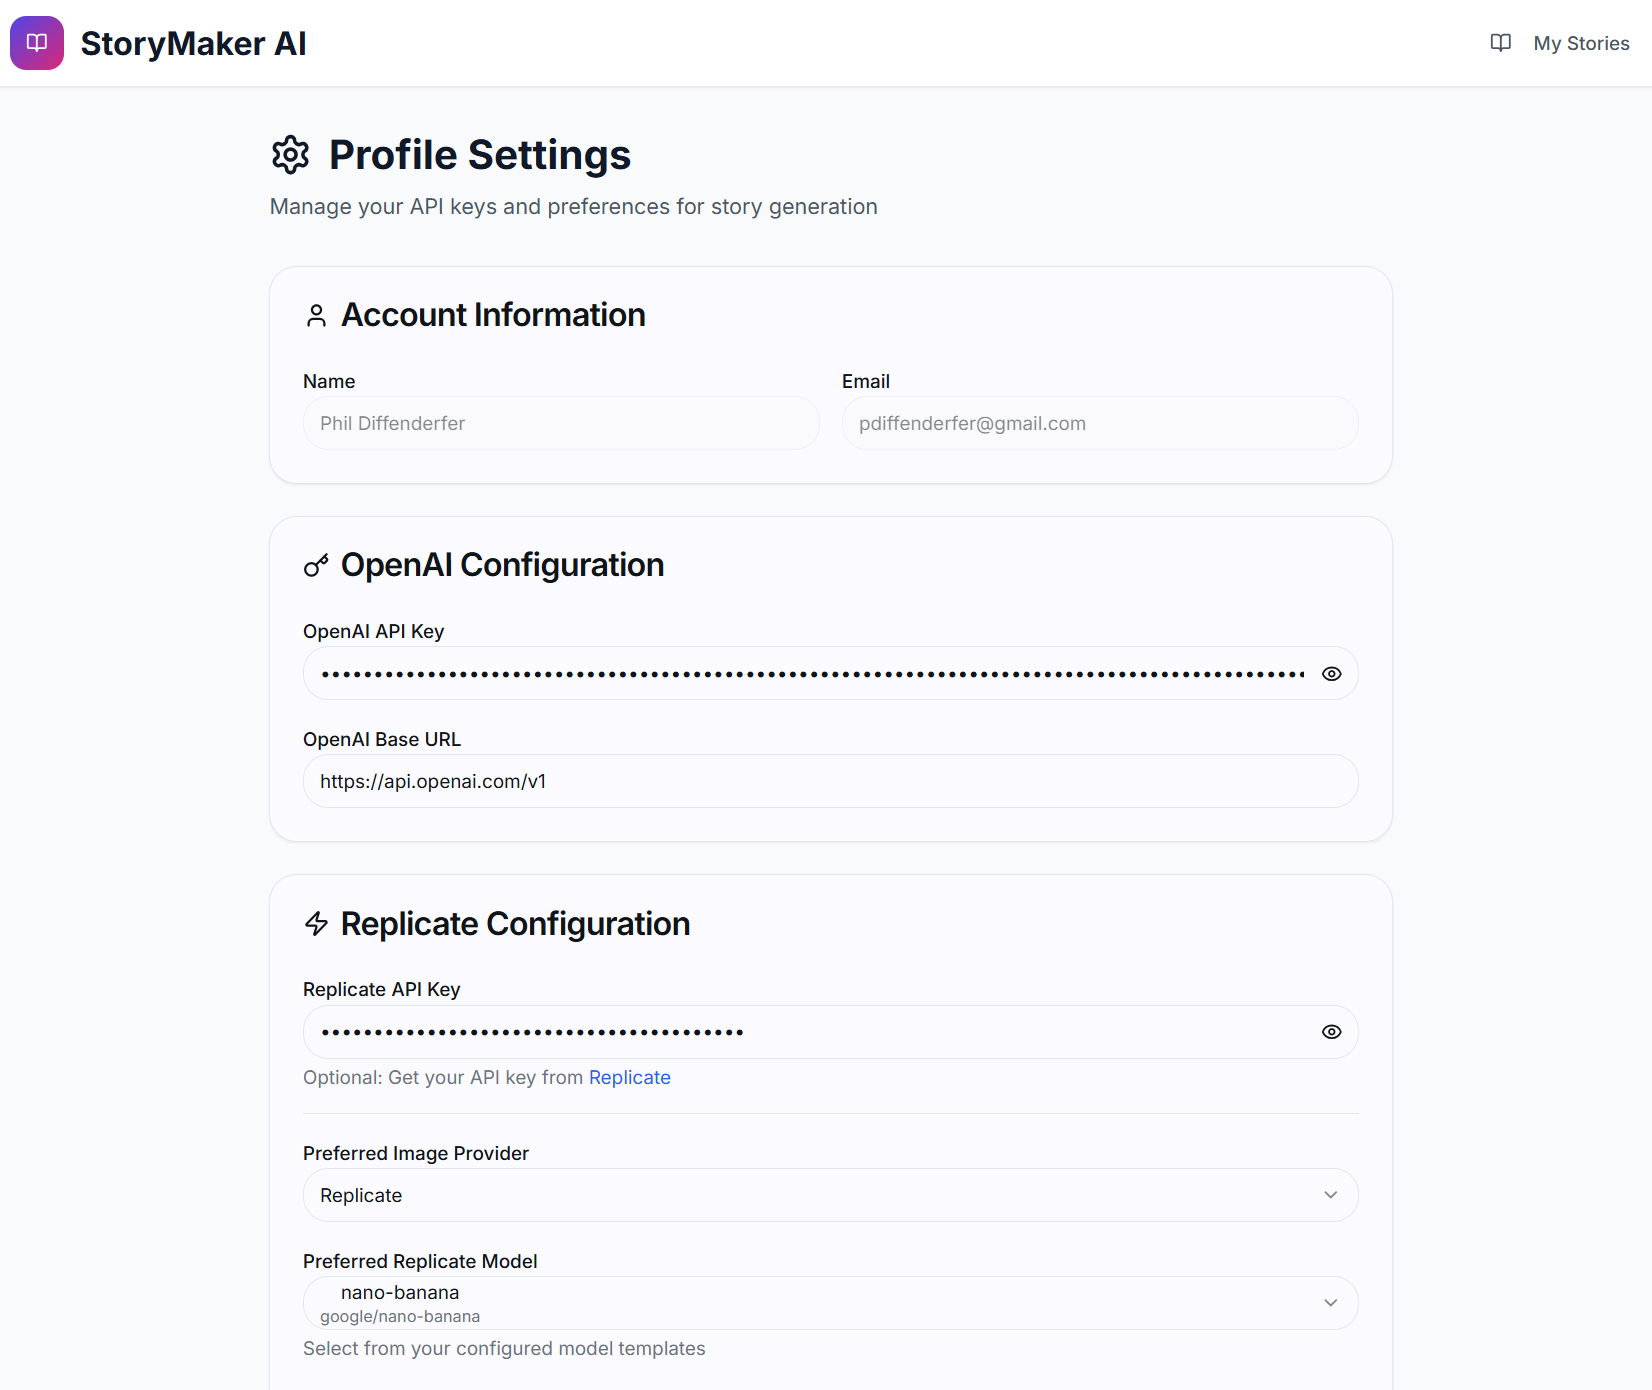 StoryMaker AI
My Stories
Profile Settings
Manage your API keys and preferences for story generation
Account Information
Name
Email
Phil Diffenderfer
pdiffenderfer@gmail.com
OpenAI Configuration
OpenAI API Key
OpenAI Base URL
https://api.openai.com/v1
Replicate Configuration
Replicate API Key
Optional: Get your API key from Replicate
Preferred Image Provider
Replicate
Preferred Replicate Model
nano-banana
google/nano-banana
Select from your configured model templates